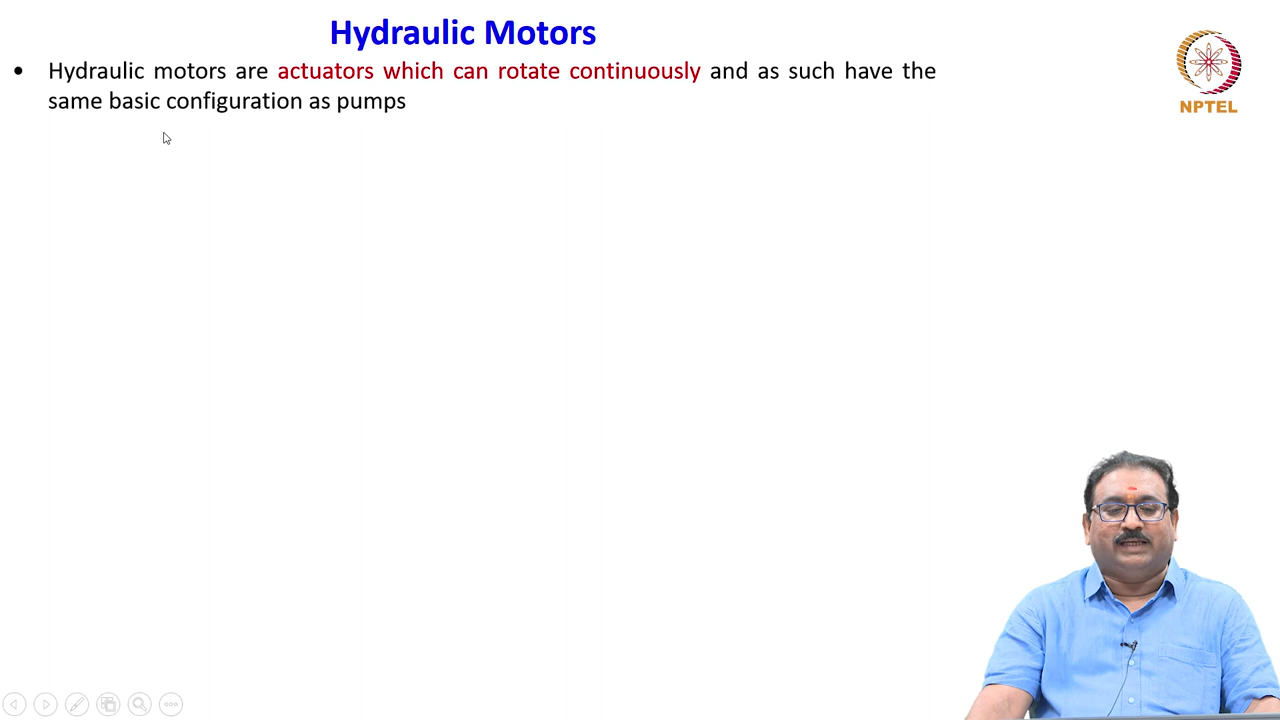 Hydraulic Motors
• Hydraulic motors are actuators which can rotate continuously and as such have the
same basic configuration as pumps
NPTEL